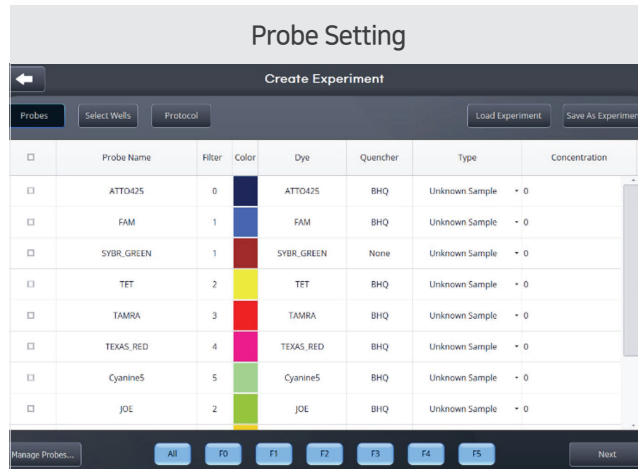 Probe Setting
Create Experiment
Probes Select Wells Protocol Load Experiment Save As Experimen
Probe Name Filter Color Dye Quencher Type Concentration
ATTO425 0 ATTO425 BHQ Unknown Sample 0
FAM 1 FAM BHQ Unknown Sample 0
SYBR_GREEN 1 SYBR_GREEN None Unknown Sample 0
TET 2 TET BHQ Unknown Sample 0
TAMRA 3 TAMRA BHQ Unknown Sample 0
TEXAS_RED 4 TEXAS_RED BHQ Unknown Sample 0
Cyanine5 5 Cyanine5 BHQ Unknown Sample 0
JOE 2 JOE BHQ Unknown Sample 0
Manage Probes... All F0 F1 F2 F3 F4 F5 Next